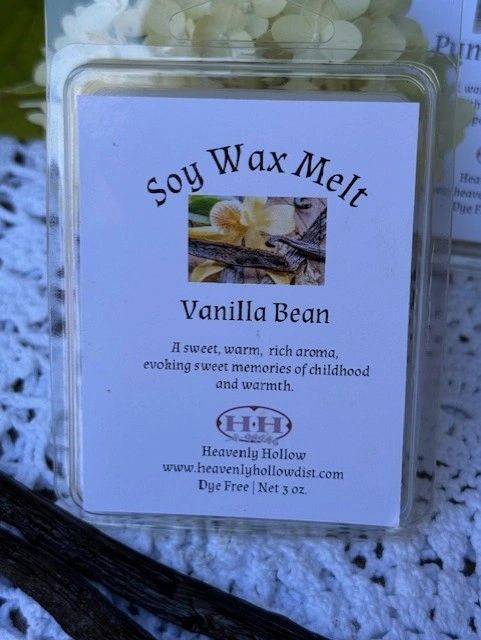 Soy Wax Melt
Vanilla Bean
A sweet, warm, rich aroma,
evoking sweet memories of childhood
and warmth.
H·H
Heavenly Hollow
www.heavenlyhollowdist.com
Dye Free | Net 3 oz.